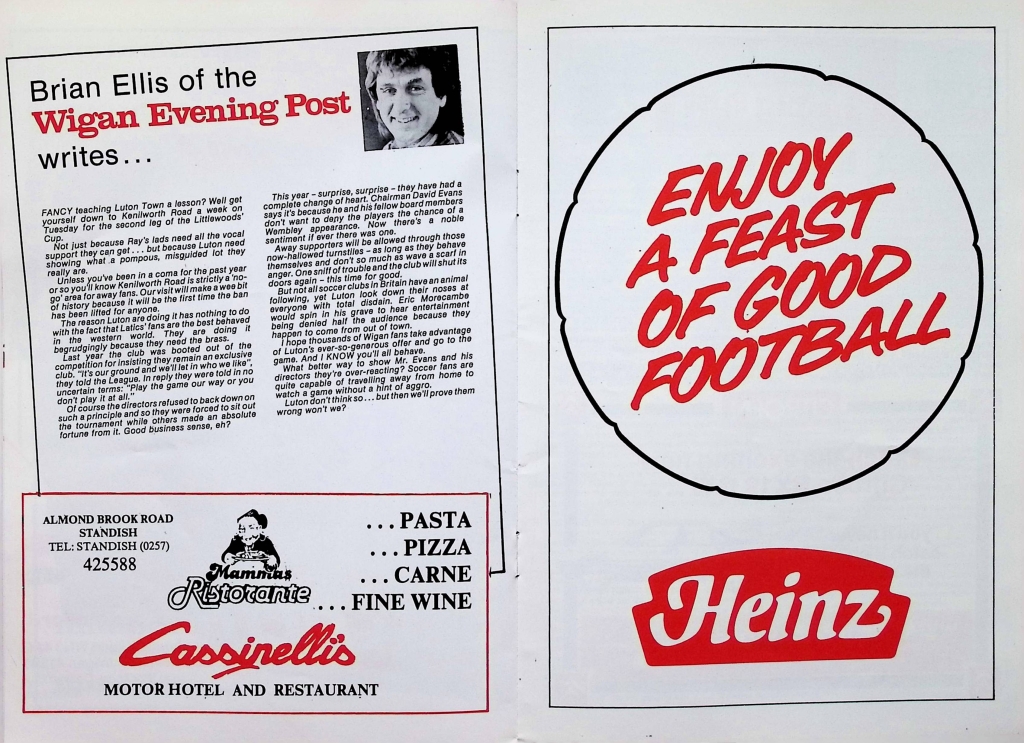 Brian Ellis of the
Wigan Evening Post
writes...
FANCY teaching Luton Town a lesson? Well get
yourself down to Kenilworth Road a week on
Tuesday for the second leg of the Littlewoods'
Cup.
Not just because Ray's lads need all the vocal
support they can get... but because Luton need
showing what a pompous, misguided lot they
really are.
Unless you've been in a coma for the past year
or so you'll know Kenilworth Road is strictly a 'no-
go' area for away fans. Our visit will make a wee bit
of history because it will be the first time the ban
has been lifted for anyone.
The reason Luton are doing it has nothing to do
with the fact that Latics' fans are the best behaved
in the western world. They are doing it
begrudgingly because they need the brass.
Last year the club was booted out of the
competition for insisting they remain an exclusive
club. "It's our ground and we'll let in who we like",
they told the League. In reply they were told in no
uncertain terms: "Play the game our way or you
don't play it at all."
Of course the directors refused to back down on
such a principle and so they were forced to sit out
the tournament while others made an absolute
fortune from it. Good business sense, eh?
This year – surprise, surprise – they have had a
complete change of heart. Chairman David Evans
says it's because he and his fellow board members
don't want to deny the players the chance of a
Wembley appearance. Now there's a noble
sentiment if ever there was one.
Away supporters will be allowed through those
now-hallowed turnstiles – as long as they behave
themselves and don't so much as wave a scarf in
anger. One sniff of trouble and the club will shut its
doors again – this time for good.
But not all soccer clubs in Britain have an animal
following, yet Luton look down their noses at
everyone with total disdain. Eric Morecambe
would spin in his grave to hear entertainment
being denied half the audience because they
happen to come from out of town.
I hope thousands of Wigan fans take advantage
of Luton's ever-so-generous offer and go to the
game. And I KNOW you'll all behave.
What better way to show Mr. Evans and his
directors they're over-reacting? Soccer fans are
quite capable of travelling away from home to
watch a game without a hint of aggro.
Luton don't think so... but then we'll prove them
wrong won't we?
ALMOND BROOK ROAD
STANDISH
TEL: STANDISH (0257)
425588
Mammas
Ristorante
...PASTA
...PIZZA
...CARNE
...FINE WINE
Cassinelli's
MOTOR HOTEL AND RESTAURANT
ENJOY
A FEAST
OF GOOD
FOOTBALL
Heinz